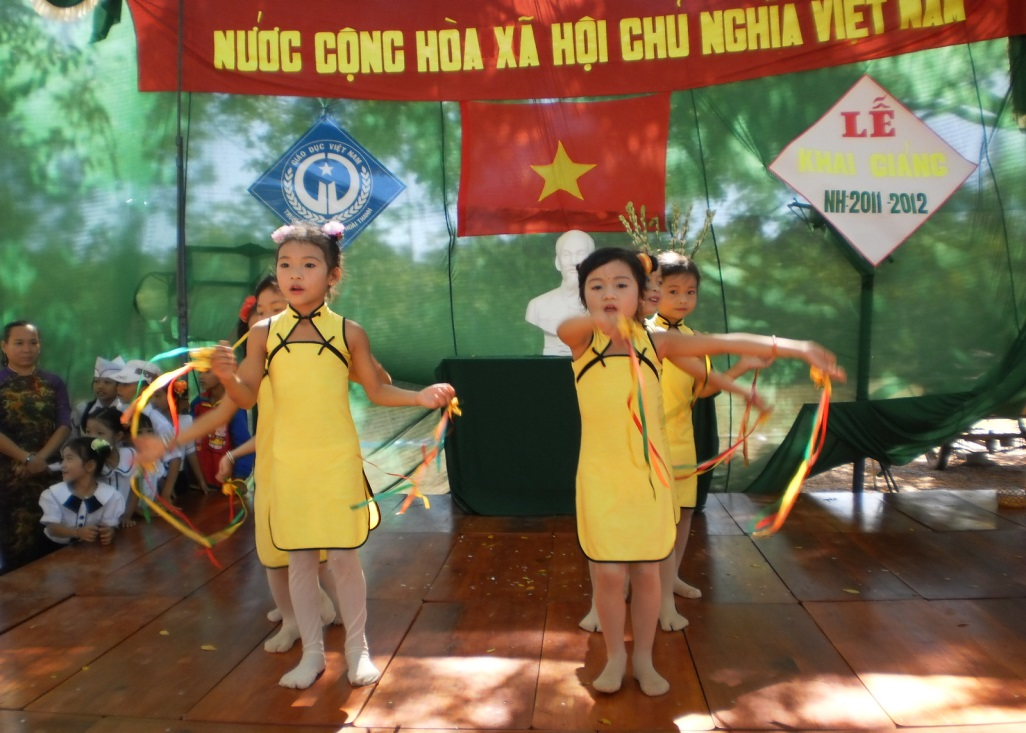 NƯỚC CỘNG HÒA XÃ HỘI CHỦ NGHĨA VIỆT NAM
GIÁO DỤC VIỆT NAM
LỄ
KHAI GIẢNG
NH:2011-2012